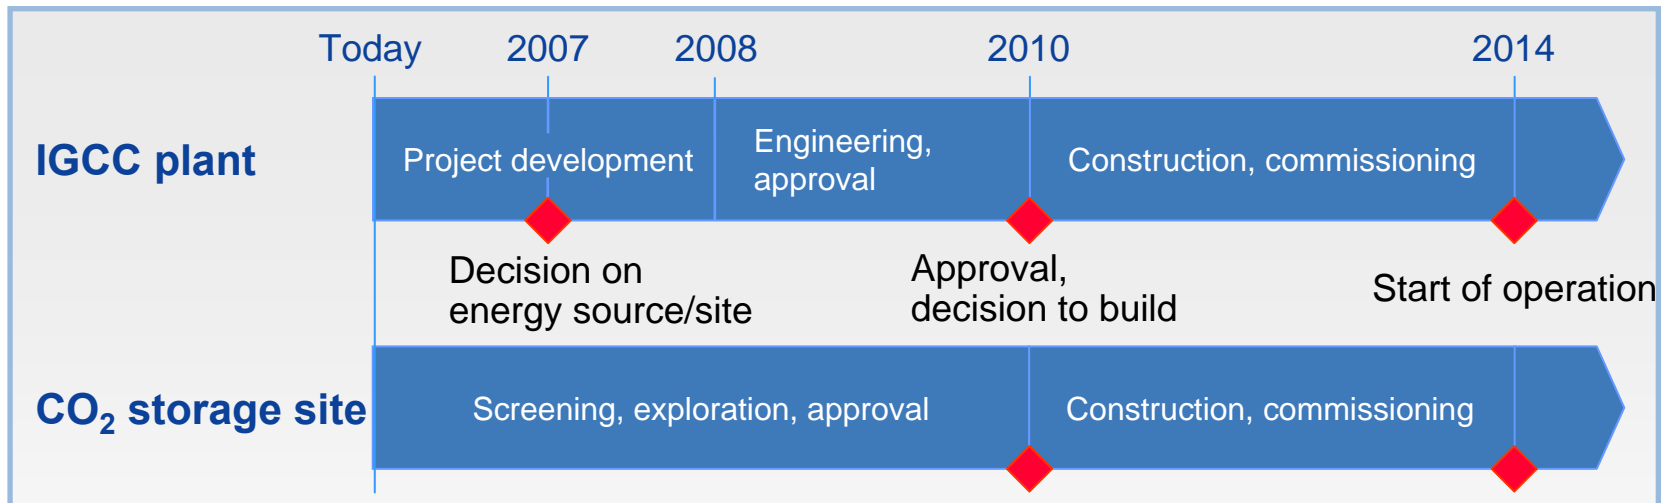 Today 2007 2008 2010 2014
IGCC plant
Project development
Engineering,
approval
Construction, commissioning
Decision on
energy source/site
Approval,
decision to build
Start of operation
CO₂ storage site
Screening, exploration, approval
Construction, commissioning